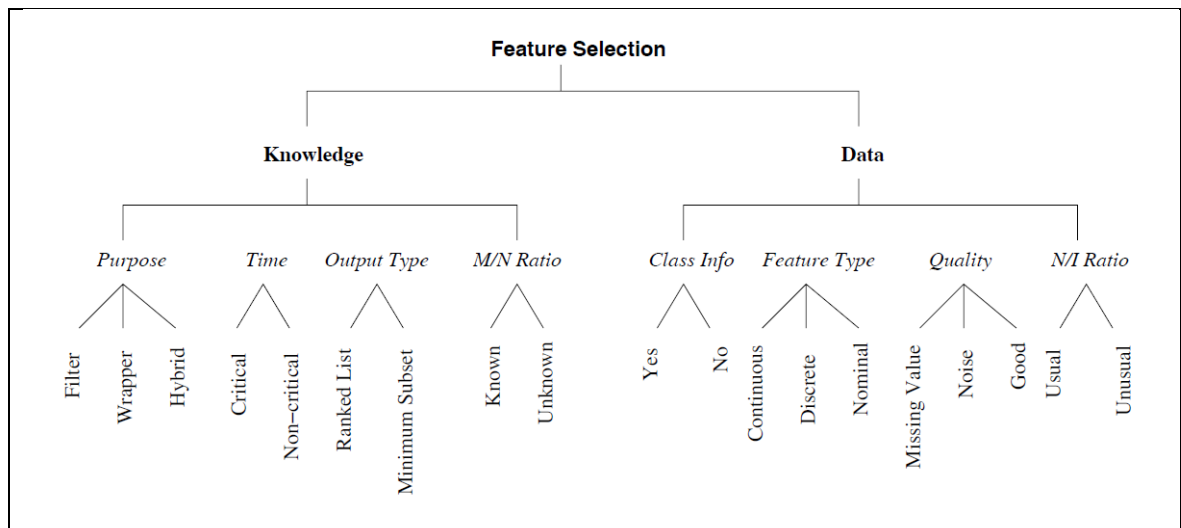 Feature Selection
Knowledge
Data
Purpose
Time
Output Type
M/N Ratio
Class Info
Feature Type
Quality
N/I Ratio
Filter
Wrapper
Hybrid
Critical
Non−critical
Ranked List
Minimum Subset
Known
Unknown
Yes
No
Continuous
Discrete
Nominal
Missing Value
Noise
Good
Usual
Unusual